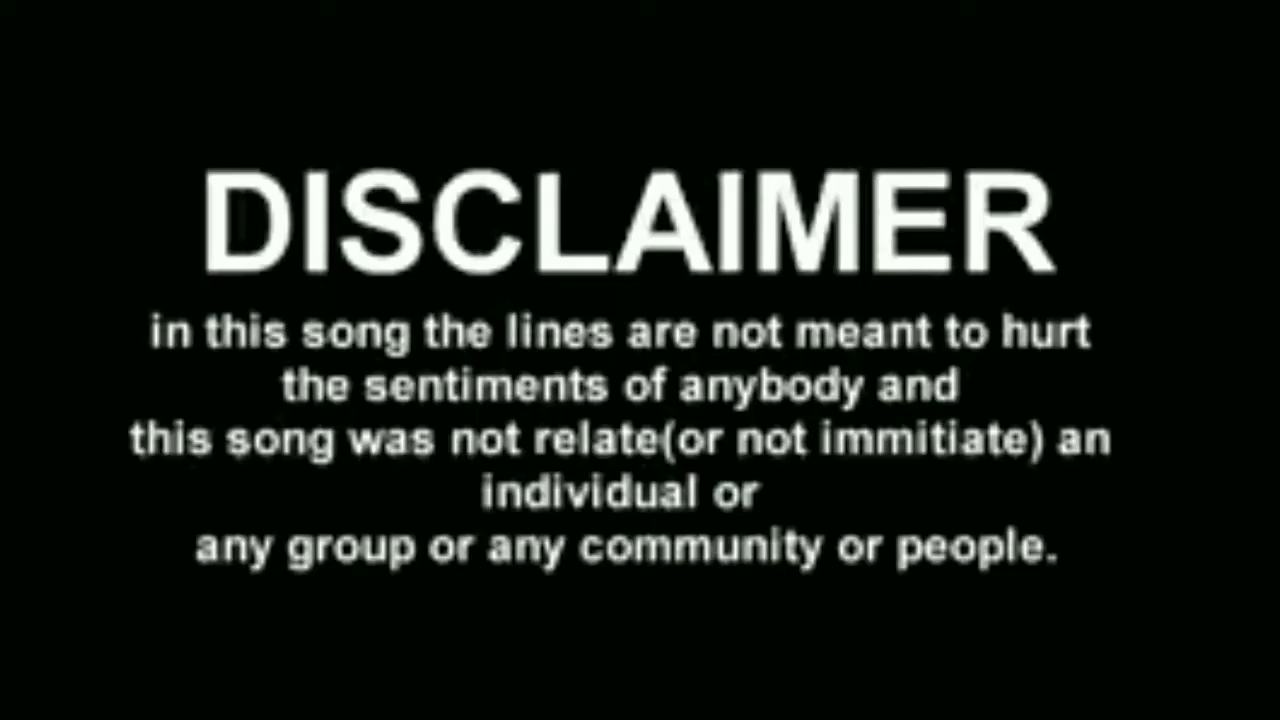 DISCLAIMER
in this song the lines are not meant to hurt
the sentiments of anybody and
this song was not relate(or not immitiate) an
individual or
any group or any community or people.